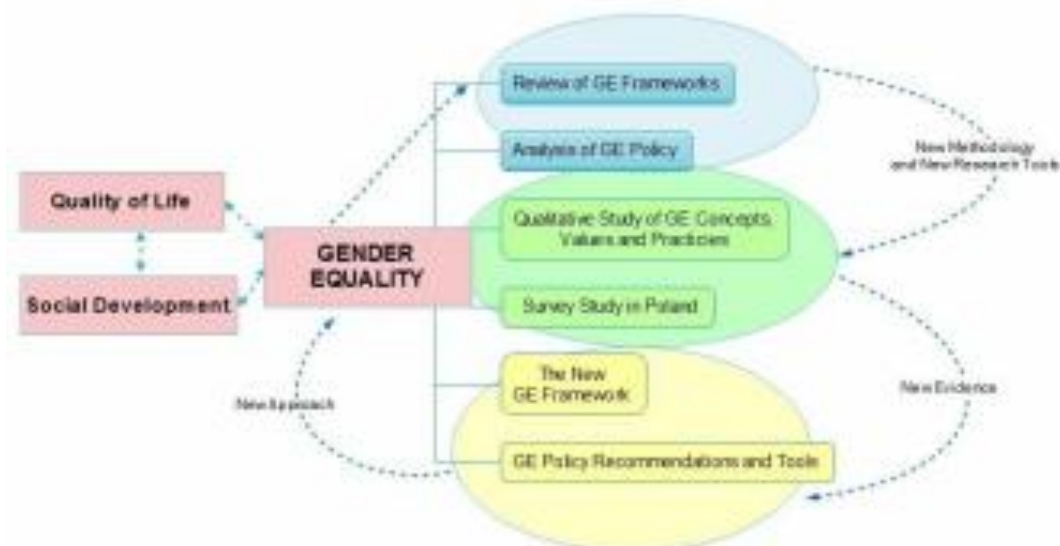 Review of GE Frameworks
Analysis of GE Policy
New Methodology
and New Research Tools
Quality of Life
Social Development
GENDER
EQUALITY
Qualitative Study of GE Concepts,
Values and Practicies
Survey Study in Poland
The New
GE Framework
GE Policy Recommendations and Tools
New Approach
New Evidence